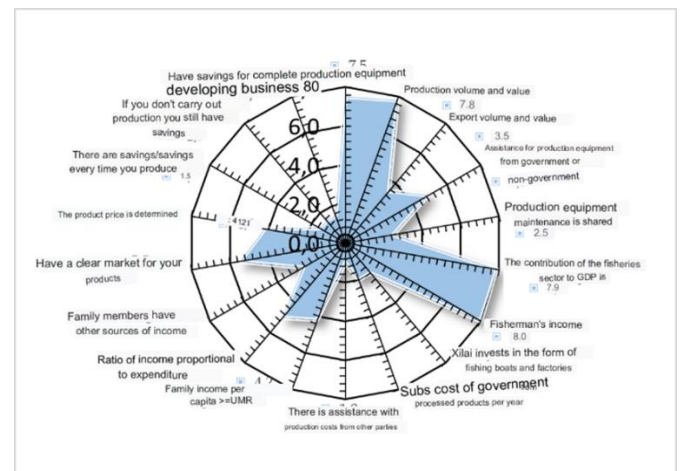 7.5
Have savings for complete production equipment
developing business 80
Production volume and value
7.8
If you don't carry out
production you still have
savings
6,0
Export volume and value
3.5
Assistance for production equipment
from government or
non-government
There are savings/savings
every time you produce
1.5
4,0
The product price is determined
4121
2,0
Production equipment
maintenance is shared
2.5
0,0
Have a clear market for your
products
The contribution of the fisheries
sector to GDP is
7.9
Family members have
other sources of income
Fisherman's income
8.0
Ratio of income proportional
to expenditure
Xilai invests in the form of
fishing boats and factories
Family income per
capita >=UMR
Subs cost of government
processed products per year
There is assistance with
production costs from other parties